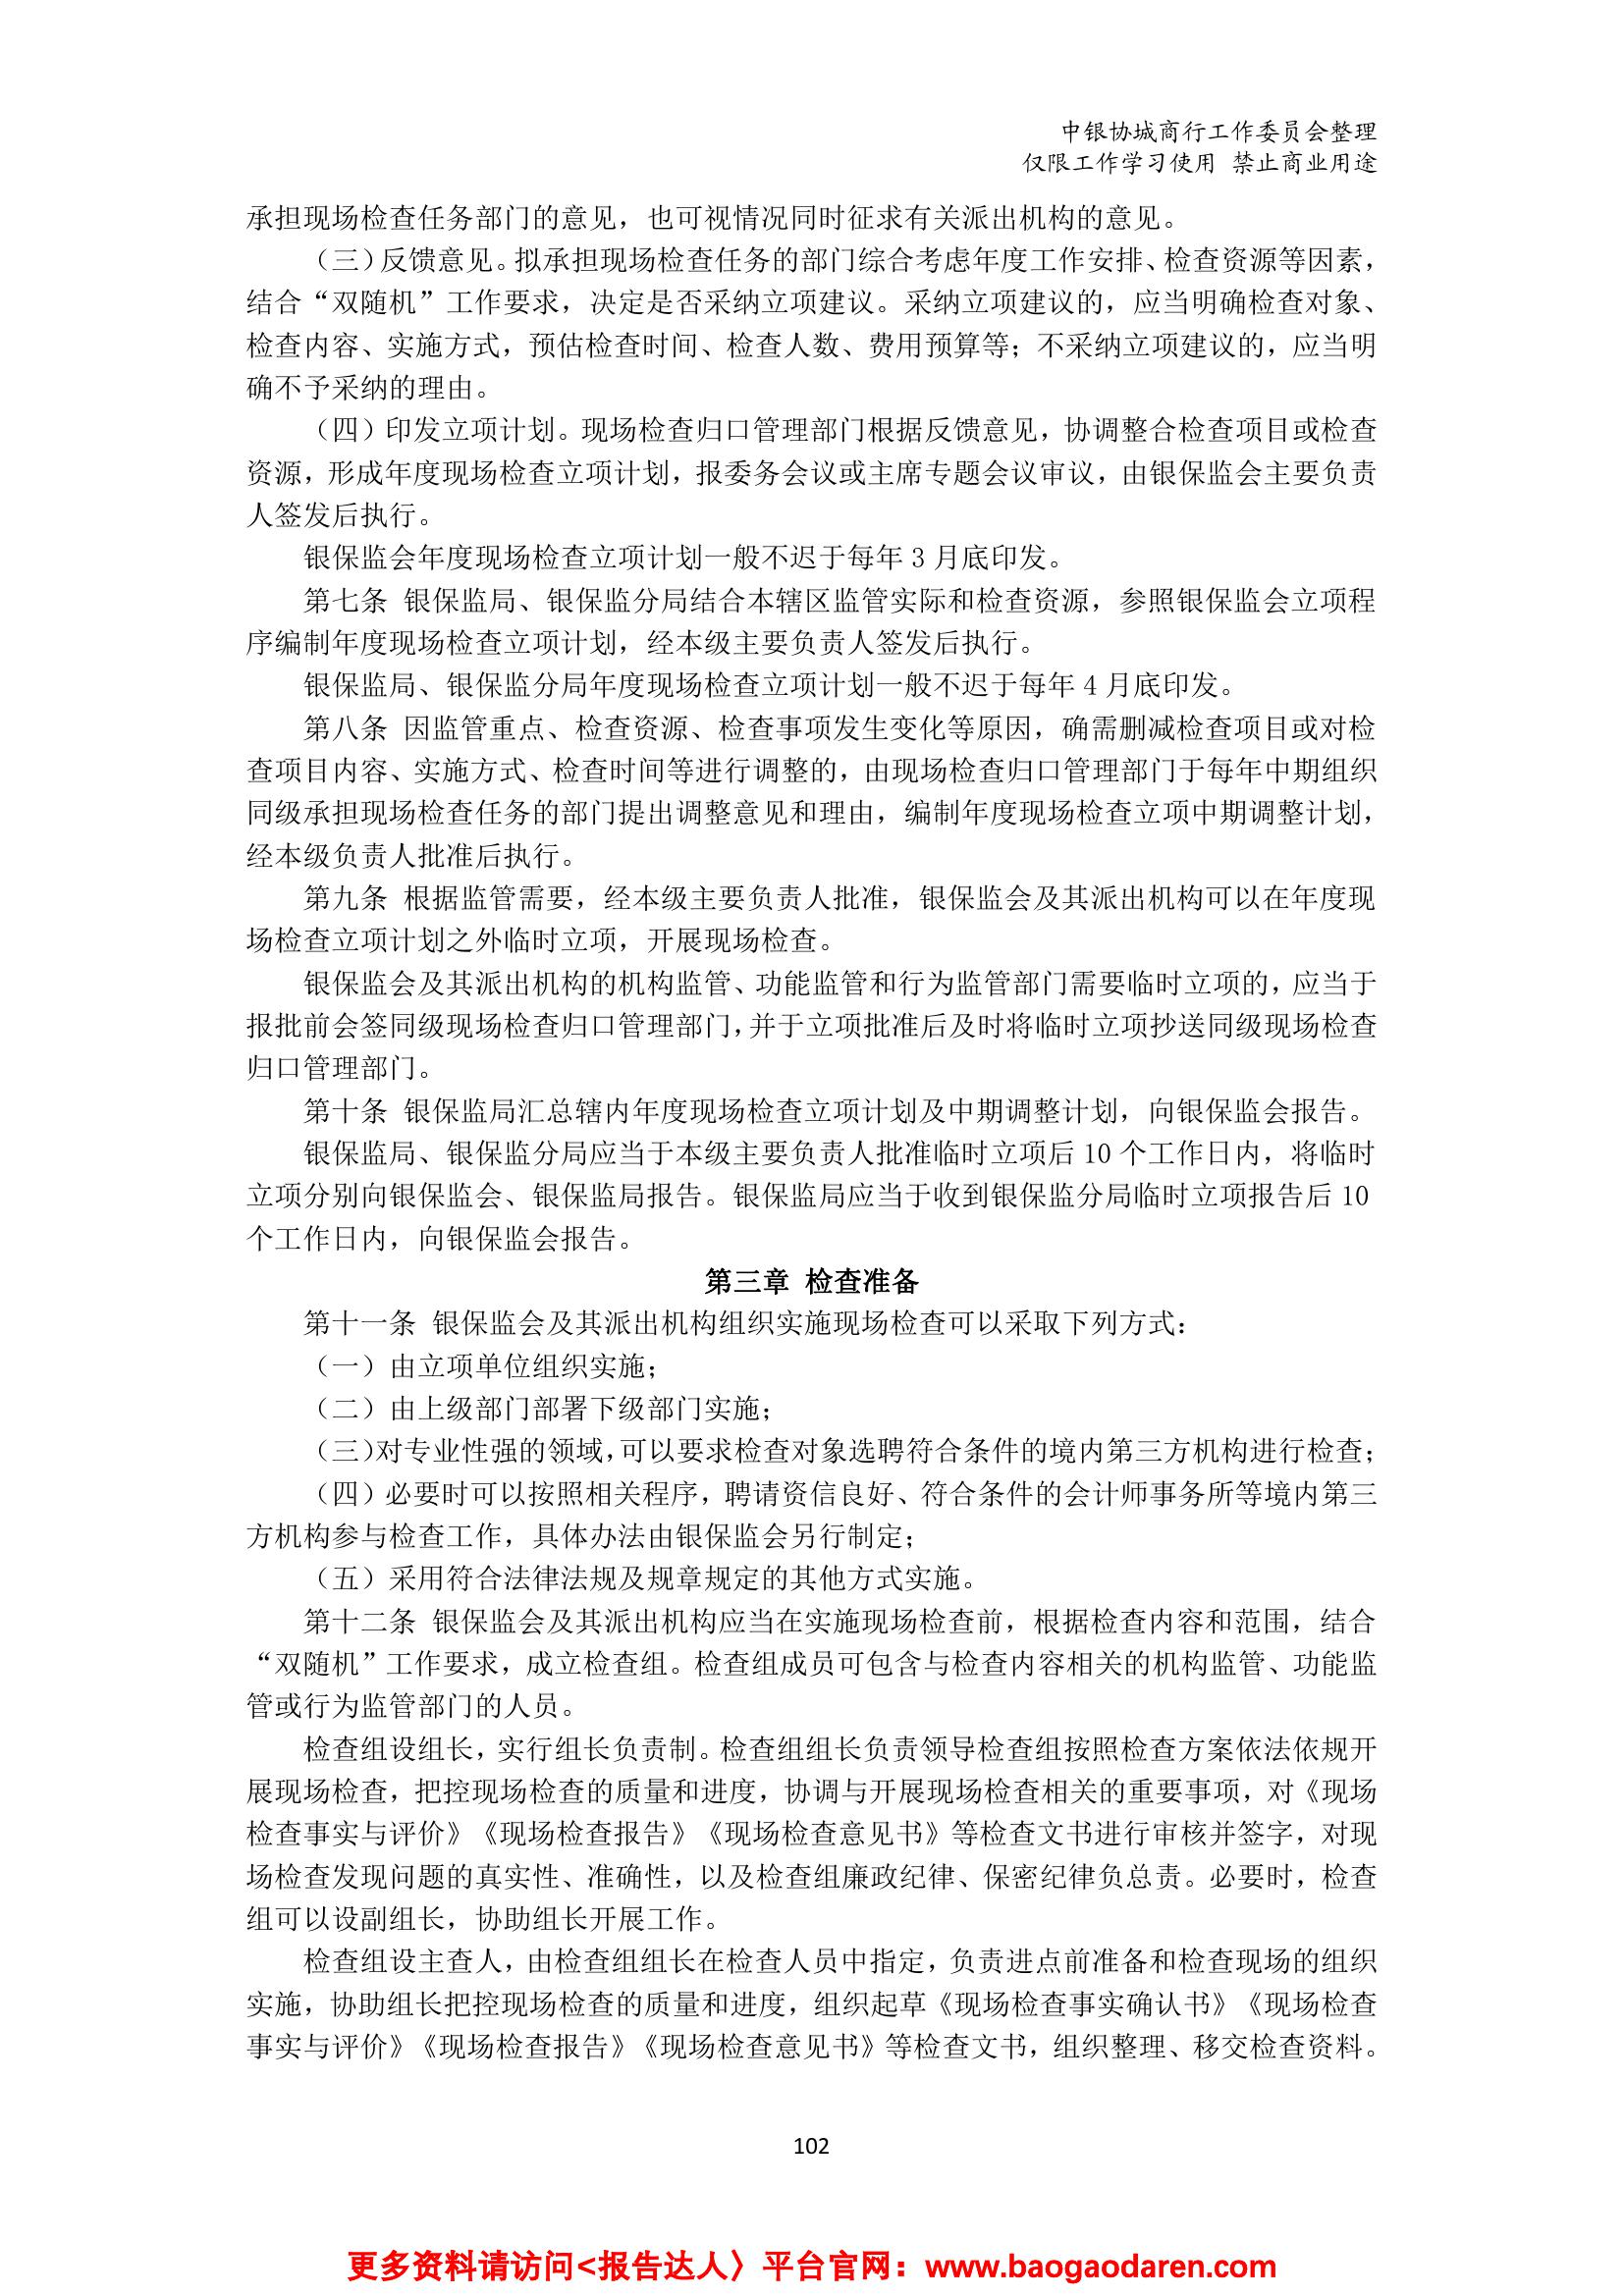 中银协城商行工作委员会整理
仅限工作学习使用 禁止商业用途
承担现场检查任务部门的意见，也可视情况同时征求有关派出机构的意见。
（三）反馈意见。拟承担现场检查任务的部门综合考虑年度工作安排、检查资源等因素，
结合“双随机”工作要求，决定是否采纳立项建议。采纳立项建议的，应当明确检查对象、
检查内容、实施方式，预估检查时间、检查人数、费用预算等；不采纳立项建议的，应当明
确不予采纳的理由。
（四）印发立项计划。现场检查归口管理部门根据反馈意见，协调整合检查项目或检查
资源，形成年度现场检查立项计划，报委务会议或主席专题会议审议，由银保监会主要负责
人签发后执行。
银保监会年度现场检查立项计划一般不迟于每年 3 月底印发。
第七条 银保监局、银保监分局结合本辖区监管实际和检查资源，参照银保监会立项程
序编制年度现场检查立项计划，经本级主要负责人签发后执行。
银保监局、银保监分局年度现场检查立项计划一般不迟于每年 4 月底印发。
第八条 因监管重点、检查资源、检查事项发生变化等原因，确需删减检查项目或对检
查项目内容、实施方式、检查时间等进行调整的，由现场检查归口管理部门于每年中期组织
同级承担现场检查任务的部门提出调整意见和理由，编制年度现场检查立项中期调整计划，
经本级负责人批准后执行。
第九条 根据监管需要，经本级主要负责人批准，银保监会及其派出机构可以在年度现
场检查立项计划之外临时立项，开展现场检查。
银保监会及其派出机构的机构监管、功能监管和行为监管部门需要临时立项的，应当于
报批前会签同级现场检查归口管理部门，并于立项批准后及时将临时立项抄送同级现场检查
归口管理部门。
第十条 银保监局汇总辖内年度现场检查立项计划及中期调整计划，向银保监会报告。
银保监局、银保监分局应当于本级主要负责人批准临时立项后 10 个工作日内，将临时
立项分别向银保监会、银保监局报告。银保监局应当于收到银保监分局临时立项报告后 10
个工作日内，向银保监会报告。
第三章 检查准备
第十一条 银保监会及其派出机构组织实施现场检查可以采取下列方式：
（一）由立项单位组织实施；
（二）由上级部门部署下级部门实施；
（三）对专业性强的领域，可以要求检查对象选聘符合条件的境内第三方机构进行检查；
（四）必要时可以按照相关程序，聘请资信良好、符合条件的会计师事务所等境内第三
方机构参与检查工作，具体办法由银保监会另行制定；
（五）采用符合法律法规及规章规定的其他方式实施。
第十二条 银保监会及其派出机构应当在实施现场检查前，根据检查内容和范围，结合
“双随机”工作要求，成立检查组。检查组成员可包含与检查内容相关的机构监管、功能监
管或行为监管部门的人员。
检查组设组长，实行组长负责制。检查组组长负责领导检查组按照检查方案依法依规开
展现场检查，把控现场检查的质量和进度，协调与开展现场检查相关的重要事项，对《现场
检查事实与评价》《现场检查报告》《现场检查意见书》等检查文书进行审核并签字，对现
场检查发现问题的真实性、准确性，以及检查组廉政纪律、保密纪律负总责。必要时，检查
组可以设副组长，协助组长开展工作。
检查组设主查人，由检查组组长在检查人员中指定，负责进点前准备和检查现场的组织
实施，协助组长把控现场检查的质量和进度，组织起草《现场检查事实确认书》《现场检查
事实与评价》《现场检查报告》《现场检查意见书》等检查文书，组织整理、移交检查资料。
102
更多资料请访问<报告达人〉平台官网：www.baogaodaren.com